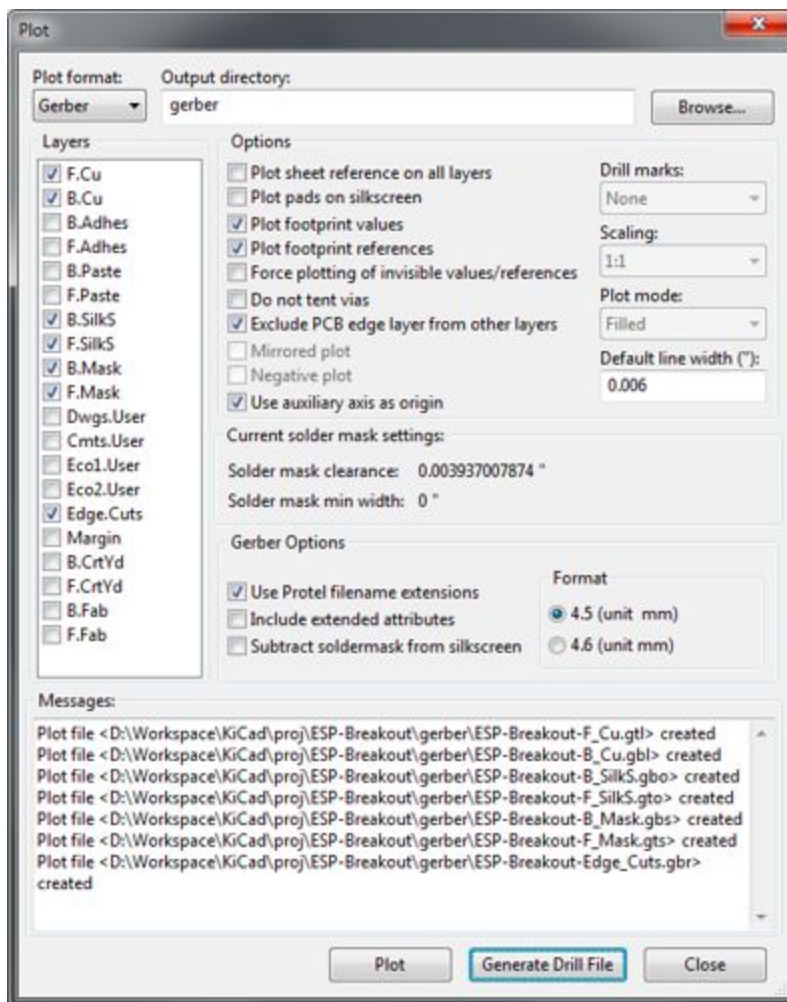 Plot
Plot format:
Output directory:
Gerber
gerber
Browse...
Layers
F.Cu
B.Cu
B.Adhes
F.Adhes
B.Paste
F.Paste
B.SilkS
F.SilkS
B.Mask
F.Mask
Dwgs.User
Cmts.User
Eco1.User
Eco2.User
Edge.Cuts
Margin
B.CrtYd
F.CrtYd
B.Fab
F.Fab
Options
Plot sheet reference on all layers
Plot pads on silkscreen
Plot footprint values
Plot footprint references
Force plotting of invisible values/references
Do not tent vias
Exclude PCB edge layer from other layers
Mirrored plot
Negative plot
Use auxiliary axis as origin
Drill marks:
None
Scaling:
1:1
Plot mode:
Filled
Default line width ("):
0.006
Current solder mask settings:
Solder mask clearance: 0.003937007874 "
Solder mask min width: 0 "
Gerber Options
Use Protel filename extensions
Include extended attributes
Subtract soldermask from silkscreen
Format
4.5 (unit mm)
4.6 (unit mm)
Messages:
Plot file <D:\Workspace\KiCad\proj\ESP-Breakout\gerber\ESP-Breakout-F_Cu.gtl> created
Plot file <D:\Workspace\KiCad\proj\ESP-Breakout\gerber\ESP-Breakout-B_Cu.gbl> created
Plot file <D:\Workspace\KiCad\proj\ESP-Breakout\gerber\ESP-Breakout-B_SilkS.gbo> created
Plot file <D:\Workspace\KiCad\proj\ESP-Breakout\gerber\ESP-Breakout-F_SilkS.gto> created
Plot file <D:\Workspace\KiCad\proj\ESP-Breakout\gerber\ESP-Breakout-B_Mask.gbs> created
Plot file <D:\Workspace\KiCad\proj\ESP-Breakout\gerber\ESP-Breakout-F_Mask.gts> created
Plot file <D:\Workspace\KiCad\proj\ESP-Breakout\gerber\ESP-Breakout-Edge_Cuts.gbr>
created
Plot
Generate Drill File
Close